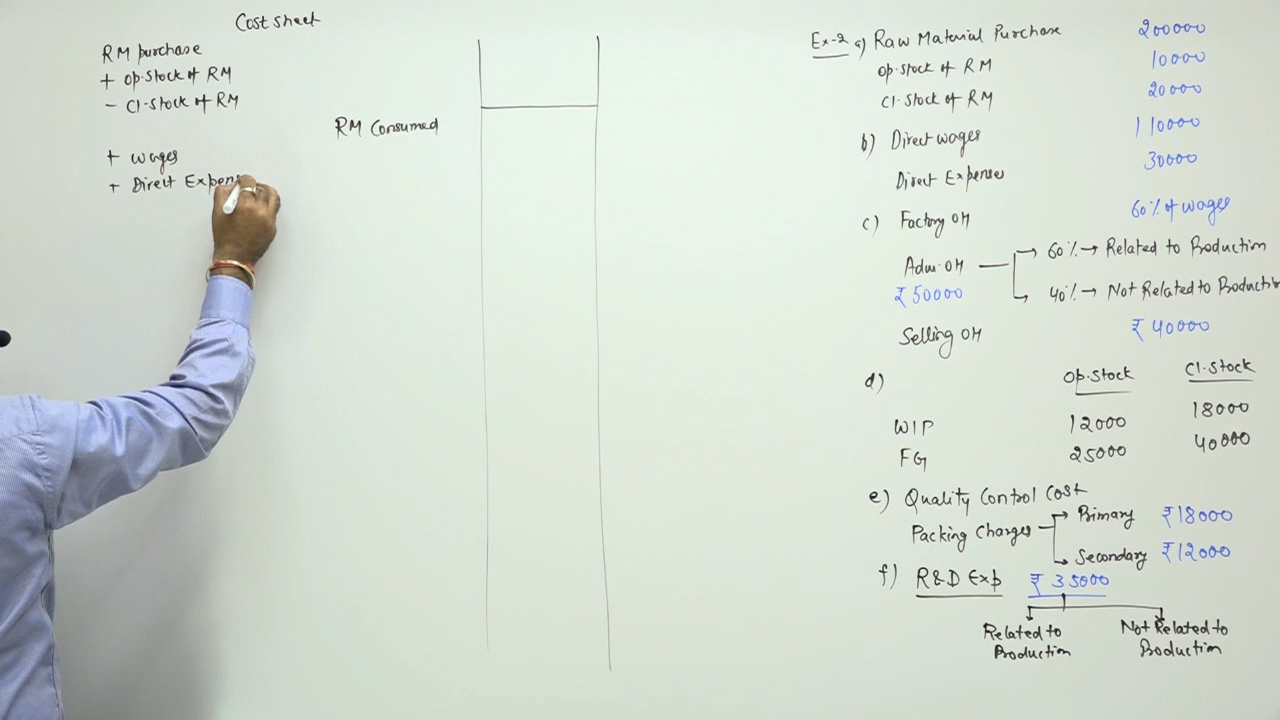 Cost sheet
RM purchase
+ Op. Stock of RM
- Cl. Stock of RM
RM Consumed
+ wages
+ Direct Expen
Ex-2 a) Raw Material Purchase 200000
Op. stock of RM 10000
Cl. Stock of RM 20000
b) Direct wages 110000
Direct Expenses 30000
c) Factory OH 60% of wages
Adm. OH 60% → Related to Production
₹50000 40% → Not Related to Productio
Selling OH ₹ 40000
d) Op. Stock Cl. Stock
WIP 12000 18000
FG 25000 40000
e) Quality Control Cost
Packing Charges → Primary ₹18000
→ Secondary ₹12000
f) R&D Exp ₹ 35000
Related to Production
Not Related to Production